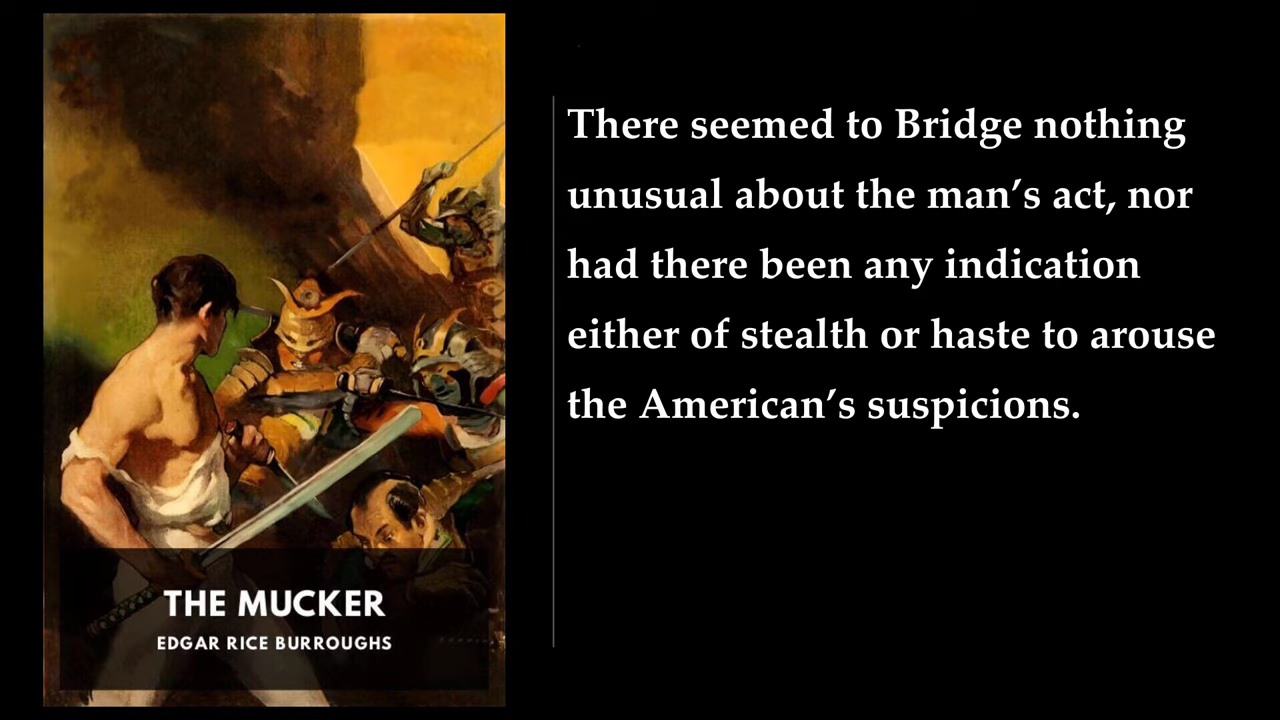 There seemed to Bridge nothing
unusual about the man’s act, nor
had there been any indication
either of stealth or haste to arouse
the American’s suspicions.
THE MUCKER
EDGAR RICE BURROUGHS